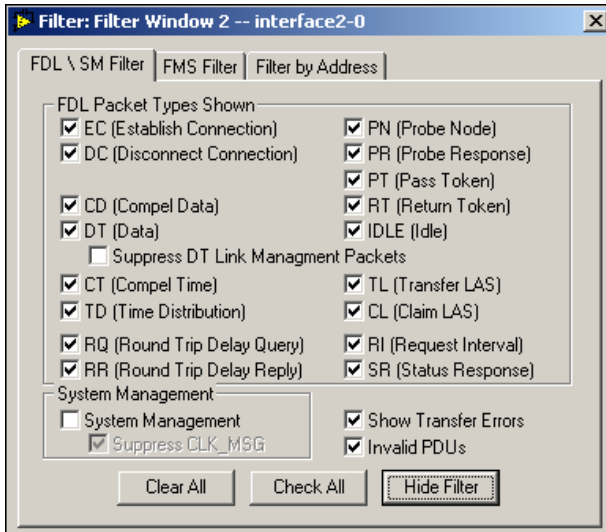 Filter: Filter Window 2 -- interface2-0
FDL \ SM Filter FMS Filter Filter by Address
FDL Packet Types Shown
EC (Establish Connection) PN (Probe Node)
DC (Disconnect Connection) PR (Probe Response)
PT (Pass Token)
CD (Compel Data) RT (Return Token)
DT (Data) IDLE (Idle)
Suppress DT Link Managment Packets
CT (Compel Time) TL (Transfer LAS)
TD (Time Distribution) CL (Claim LAS)
RQ (Round Trip Delay Query) RI (Request Interval)
RR (Round Trip Delay Reply) SR (Status Response)
System Management
System Management Show Transfer Errors
Suppress CLK_MSG Invalid PDUs
Clear All Check All Hide Filter